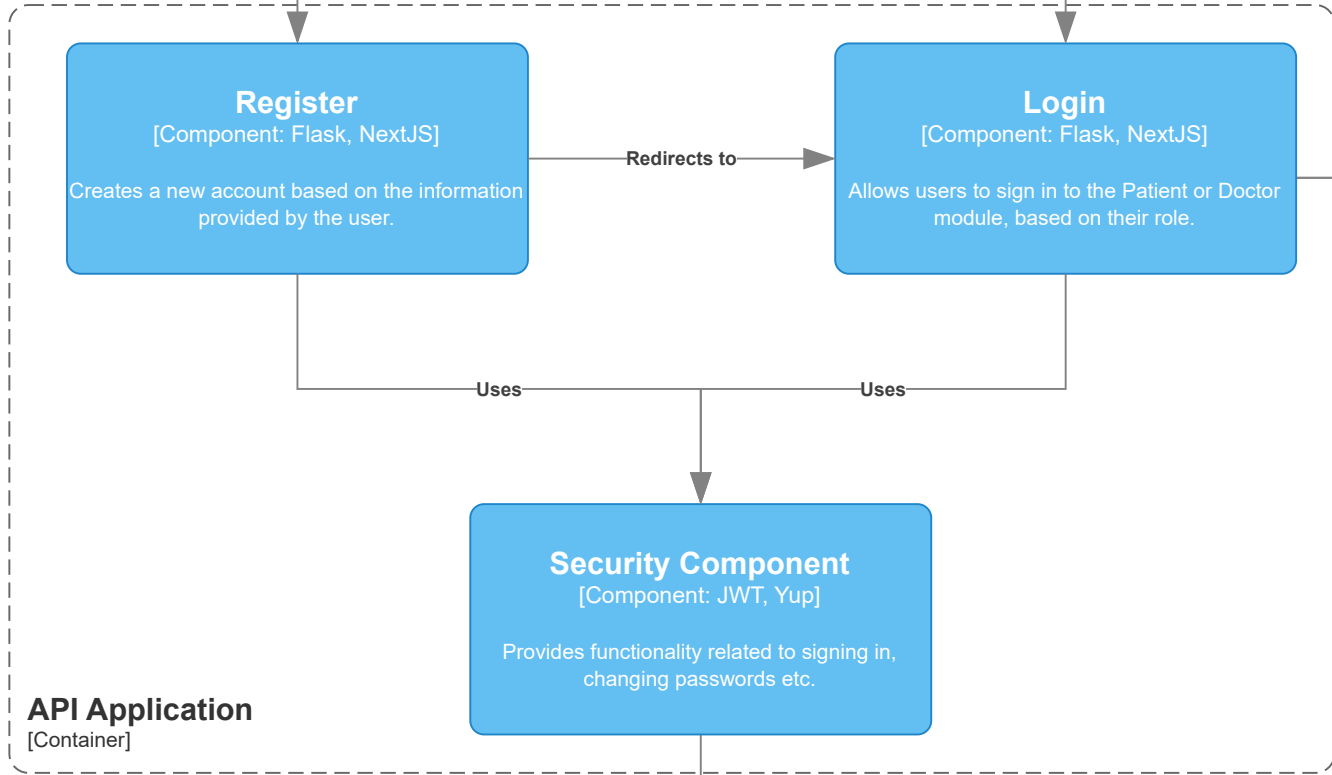 Register
[Component: Flask, NextJS]
Creates a new account based on the information
provided by the user.
Redirects to
Login
[Component: Flask, NextJS]
Allows users to sign in to the Patient or Doctor
module, based on their role.
Uses
Uses
Security Component
[Component: JWT, Yup]
Provides functionality related to signing in,
changing passwords etc.
API Application
[Container]